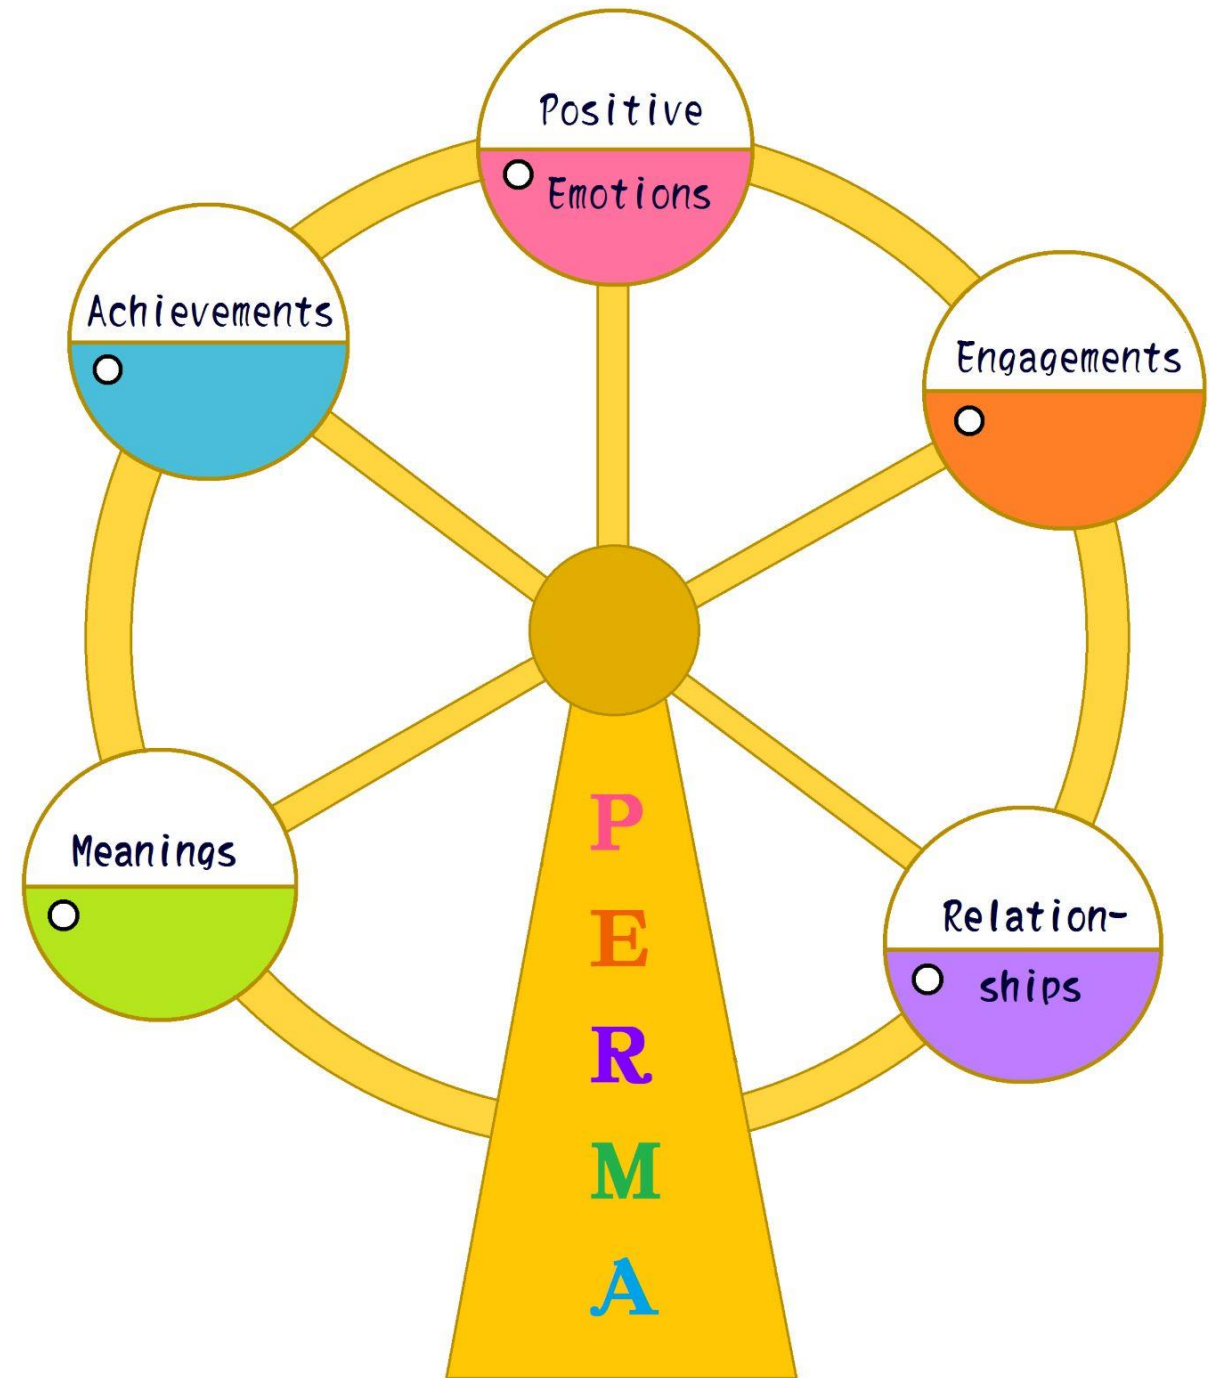 Positive
Emotions
Achievements
Engagements
Meanings
Relation-
ships
P
E
R
M
A